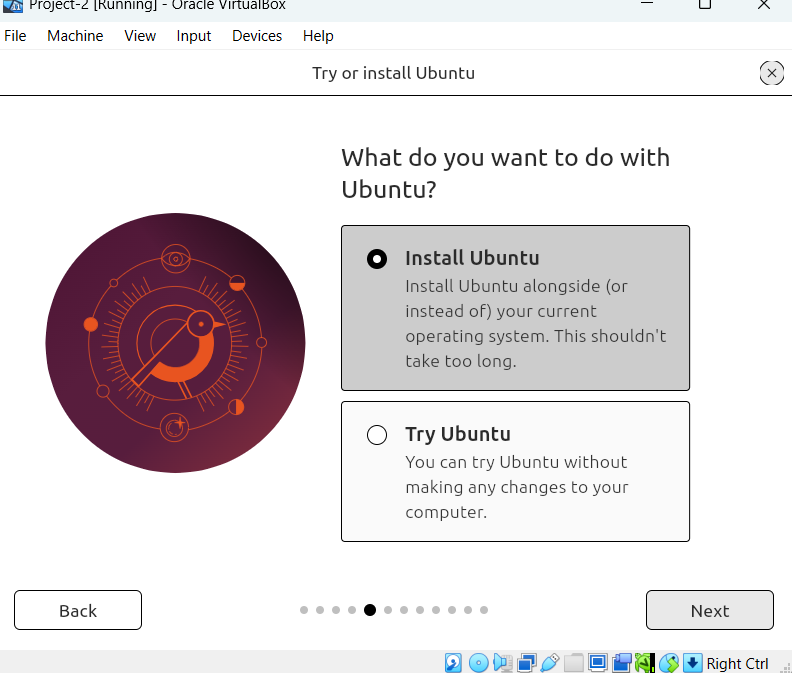 Project-2 [Running] - Oracle VirtualBox
File Machine View Input Devices Help
Try or install Ubuntu
What do you want to do with
Ubuntu?
Install Ubuntu
Install Ubuntu alongside (or
instead of) your current
operating system. This shouldn't
take too long.
Try Ubuntu
You can try Ubuntu without
making any changes to your
computer.
Back
Next
Right Ctrl